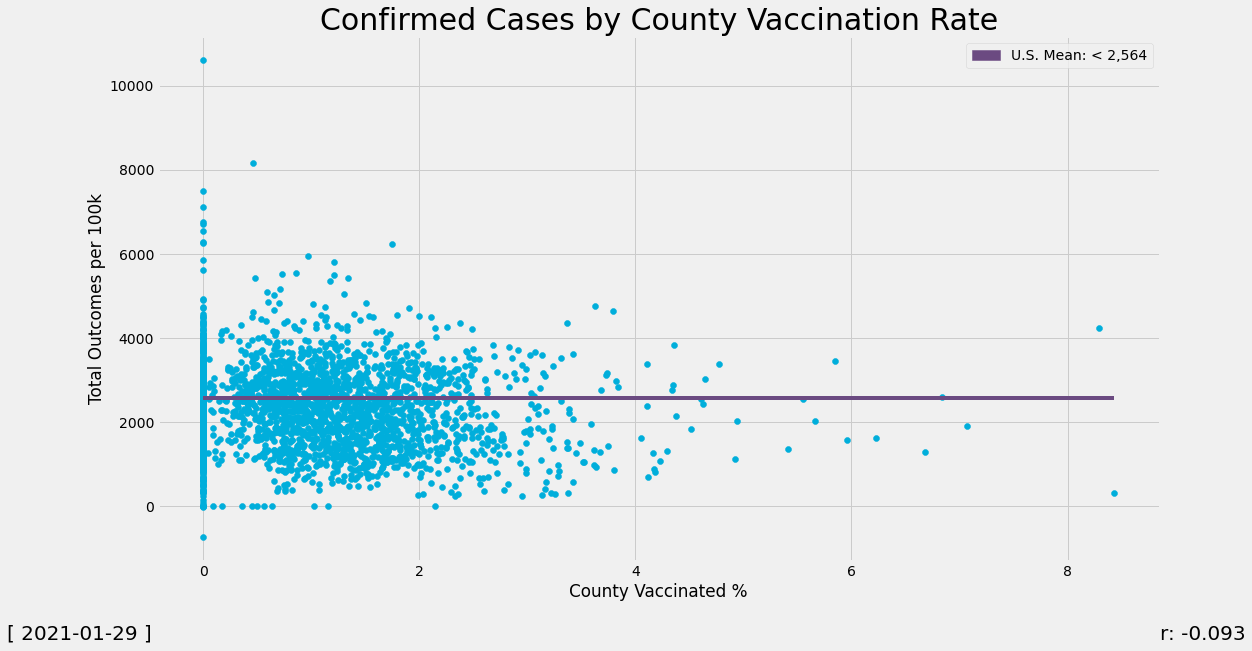 Confirmed Cases by County Vaccination Rate
U.S. Mean: < 2,564
Total Outcomes per 100k
10000
8000
6000
4000
2000
0
0 2 4 6 8
County Vaccinated %
[ 2021-01-29 ]
r: -0.093